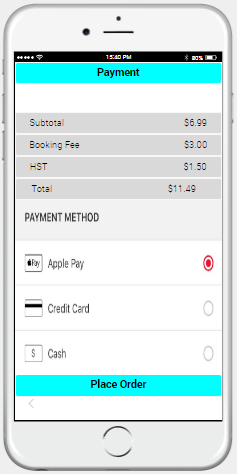 15:40 PM 80%
Payment
Subtotal $6.99
Booking Fee $3.00
HST $1.50
Total $11.49
PAYMENT METHOD
Pay Apple Pay
Credit Card
$ Cash
Place Order